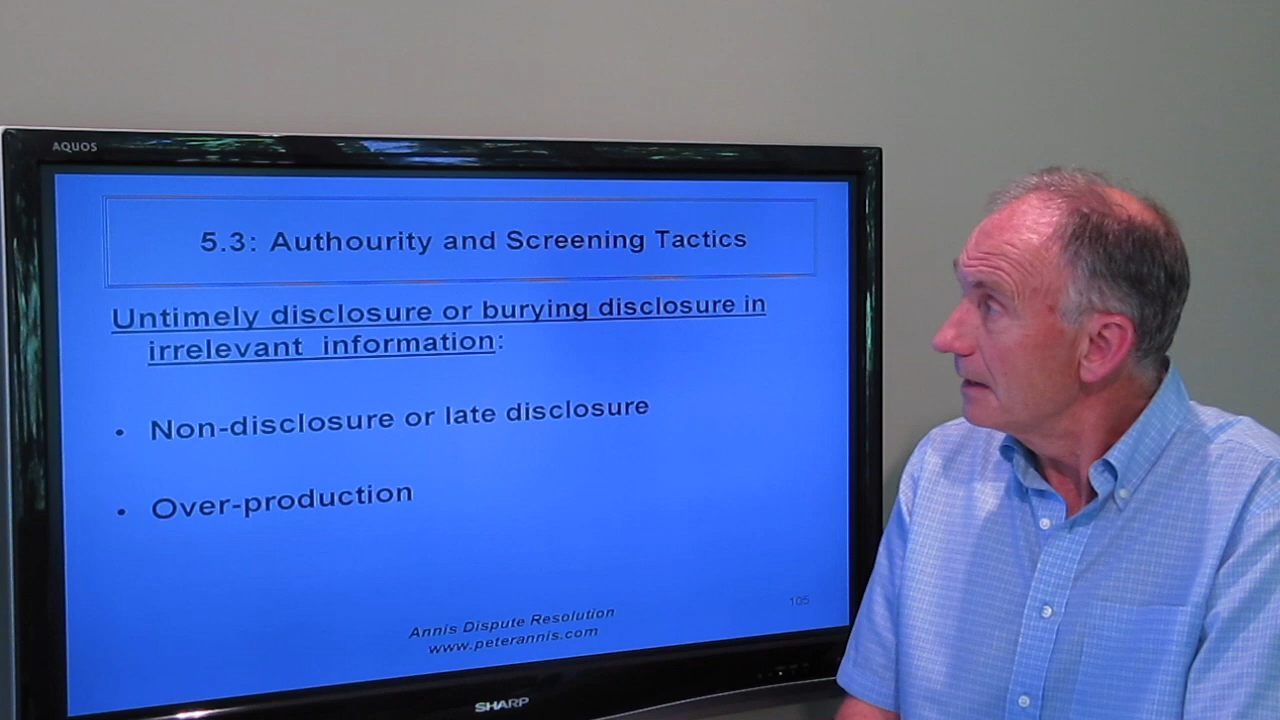 AQUOS
5.3: Authourity and Screening Tactics
Untimely disclosure or burying disclosure in
irrelevant information:
• Non-disclosure or late disclosure
• Over-production
105
Annis Dispute Resolution
www.peterannis.com
SHARP